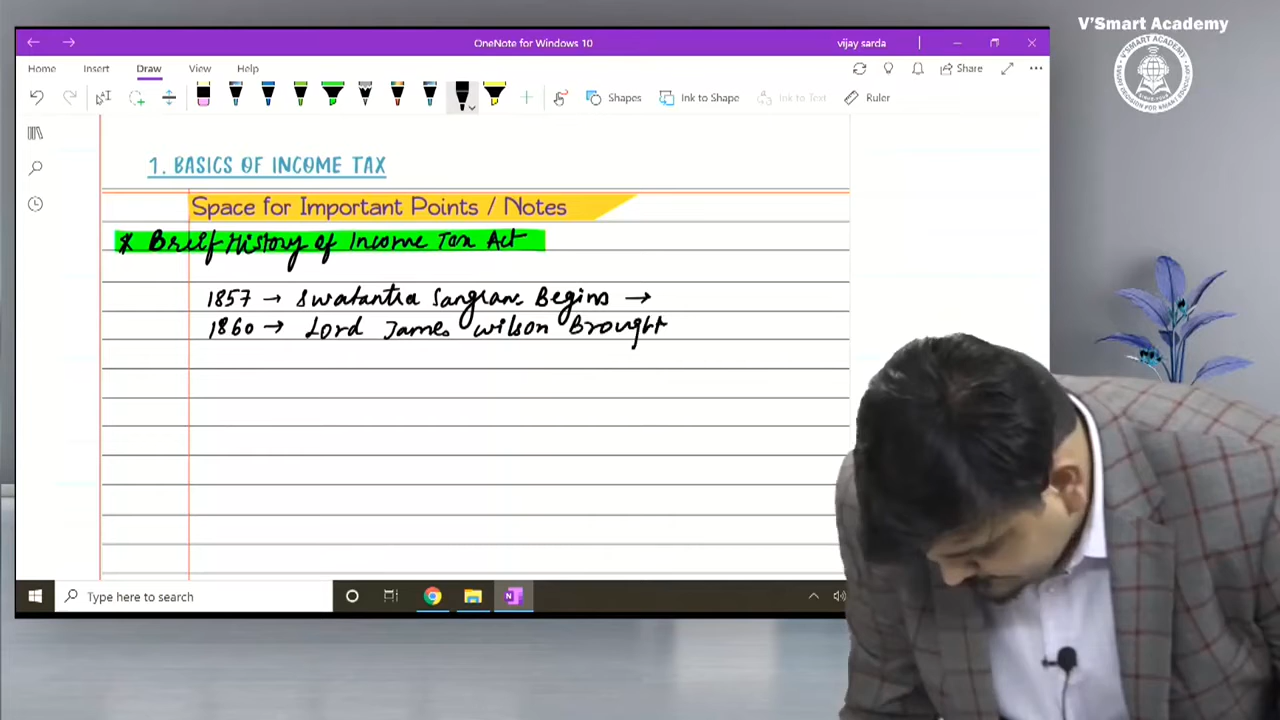 V'Smart Academy
OneNote for Windows 10
vijay sarda
Home Insert Draw View Help
Share
Shapes
Ink to Shape
Ink to Text
Ruler
1. BASICS OF INCOME TAX
Space for Important Points / Notes
* Breif History of Income Tax Act
1857 → Swatantra Sangram Begins →
1860 → Lord James Wilson Brought
Type here to search